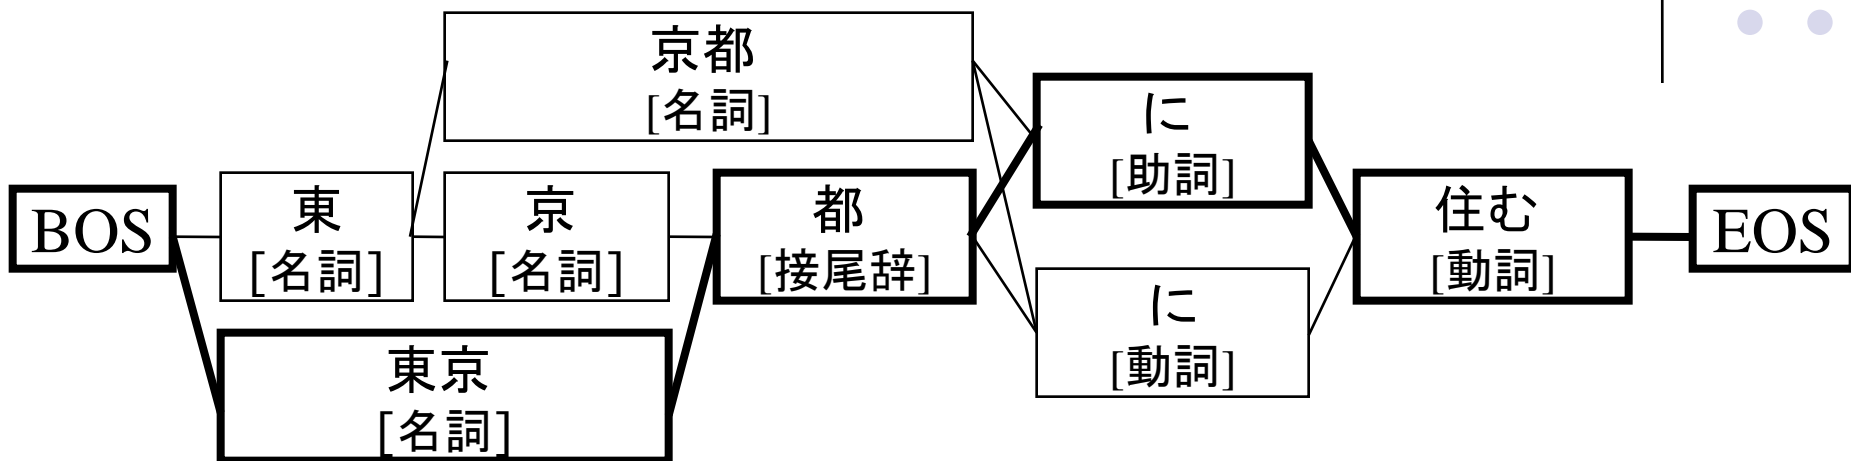 京都
[名詞]
に
[助詞]
BOS
東
[名詞]
京
[名詞]
都
[接尾辞]
住む
[動詞]
EOS
に
[動詞]
東京
[名詞]